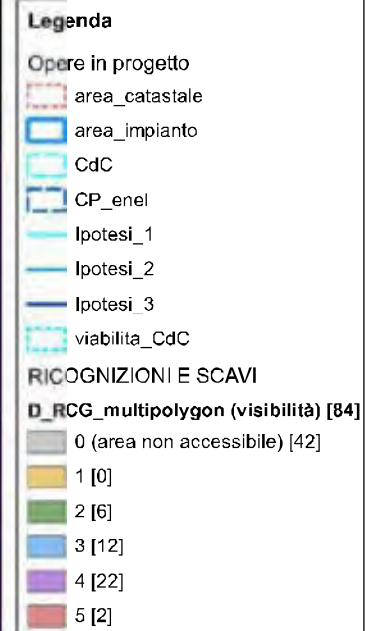 Legenda
Opere in progetto
area_catastale
area_impianto
CdC
CP_enel
Ipotesi_1
Ipotesi_2
Ipotesi_3
viabilita_CdC
RICOGNIZIONI E SCAVI
D_RCG_multipolygon (visibilità) [84]
0 (area non accessibile) [42]
1 [0]
2 [6]
3 [12]
4 [22]
5 [2]